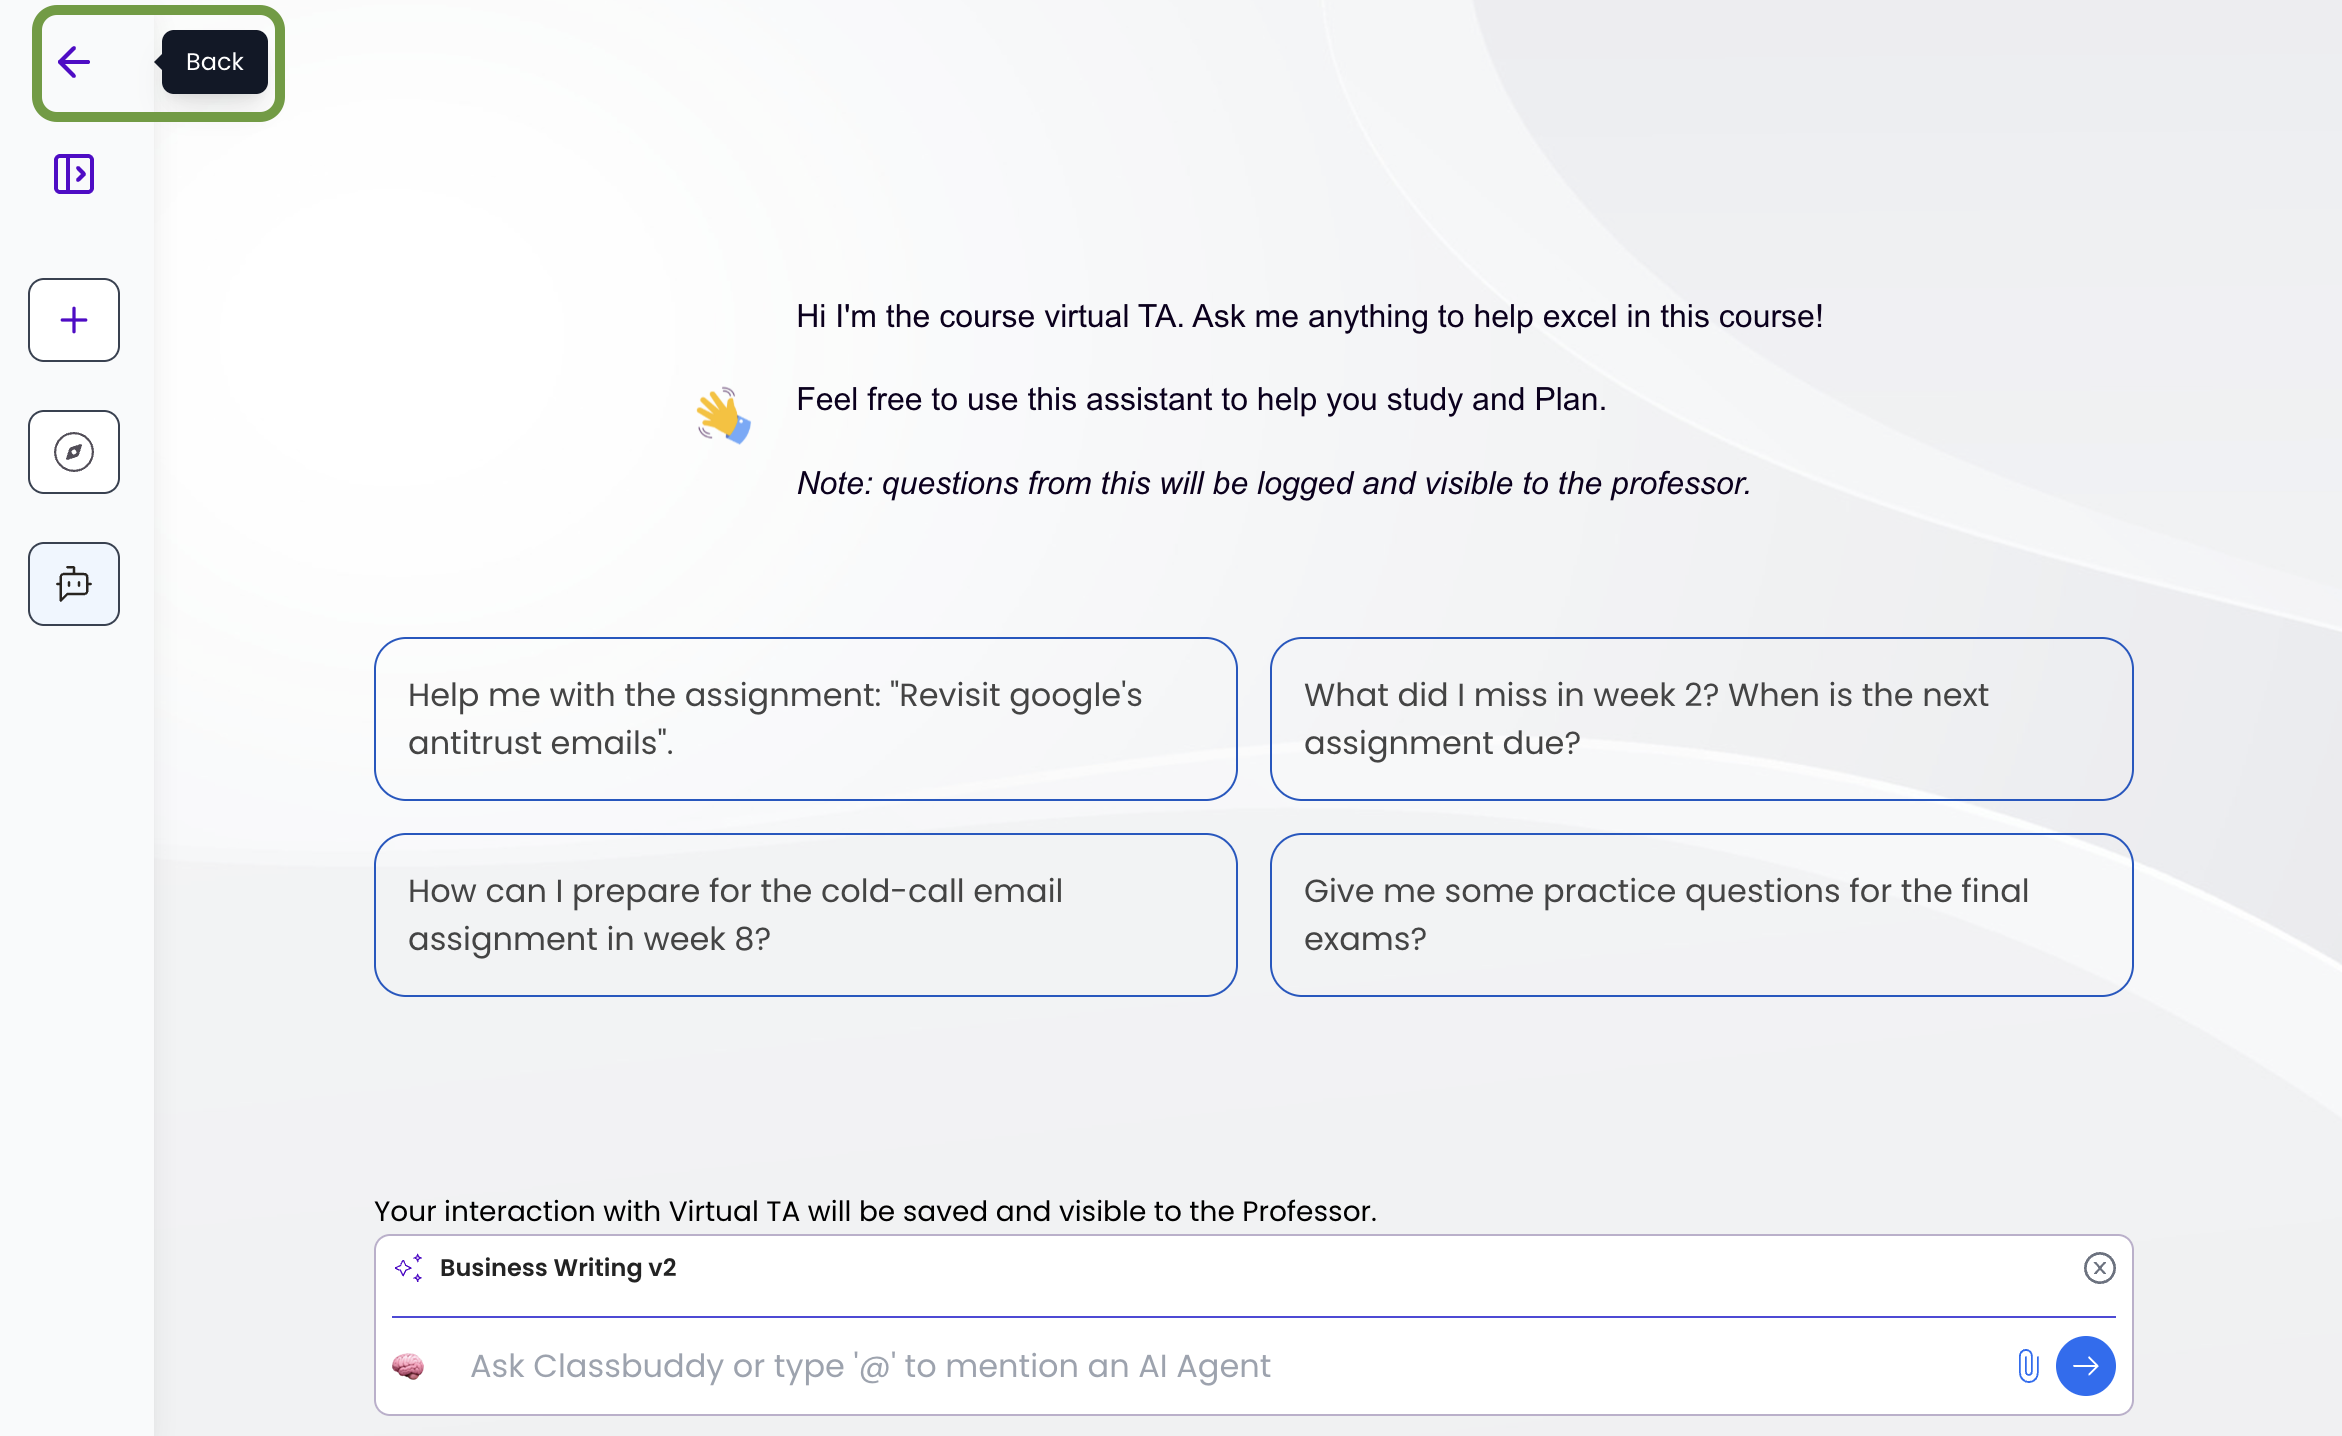 Back
Hi I'm the course virtual TA. Ask me anything to help excel in this course!
Feel free to use this assistant to help you study and Plan.
Note: questions from this will be logged and visible to the professor.
Help me with the assignment: "Revisit google's
antitrust emails".
What did I miss in week 2? When is the next
assignment due?
How can I prepare for the cold-call email
assignment in week 8?
Give me some practice questions for the final
exams?
Your interaction with Virtual TA will be saved and visible to the Professor.
Business Writing v2
Ask Classbuddy or type '@' to mention an AI Agent